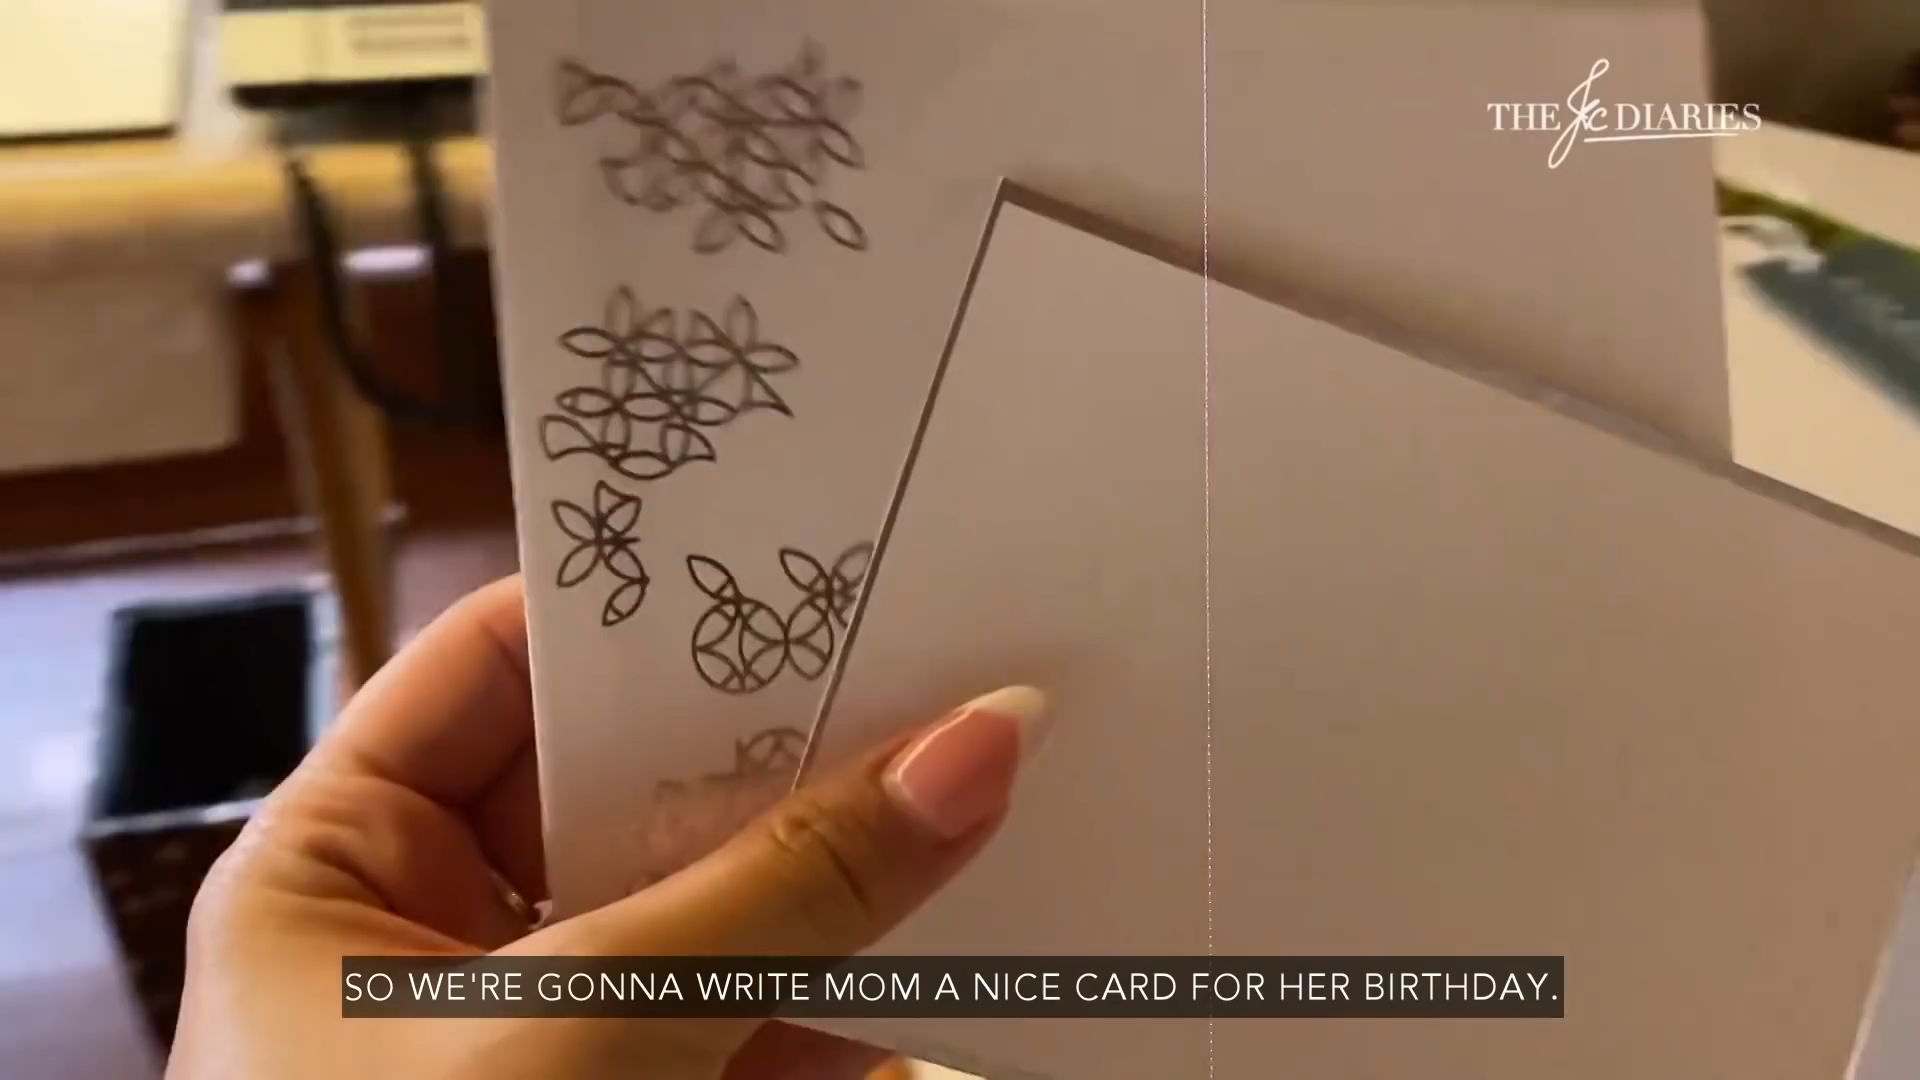 THE Jc DIARIES
SO WE'RE GONNA WRITE MOM A NICE CARD FOR HER BIRTHDAY.